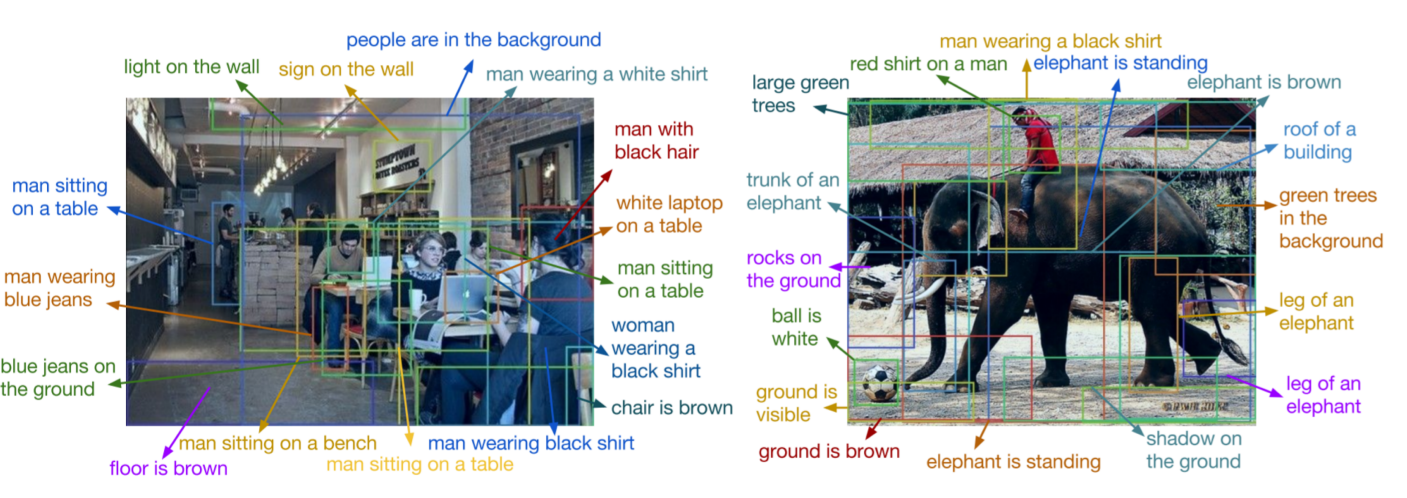 people are in the background
light on the wall
sign on the wall
man wearing a white shirt
man with
black hair
man sitting
on a table
white laptop
on a table
man wearing
blue jeans
man sitting
on a table
woman
wearing a
black shirt
blue jeans on
the ground
chair is brown
man sitting on a bench
man wearing black shirt
man sitting on a table
floor is brown
STUMPTOWN
COFFEE ROASTERS
man wearing a black shirt
red shirt on a man
elephant is standing
large green
trees
elephant is brown
roof of a
building
trunk of an
elephant
green trees
in the
background
rocks on
the ground
leg of an
elephant
ball is
white
leg of an
elephant
ground is
visible
ground is brown
elephant is standing
shadow on
the ground